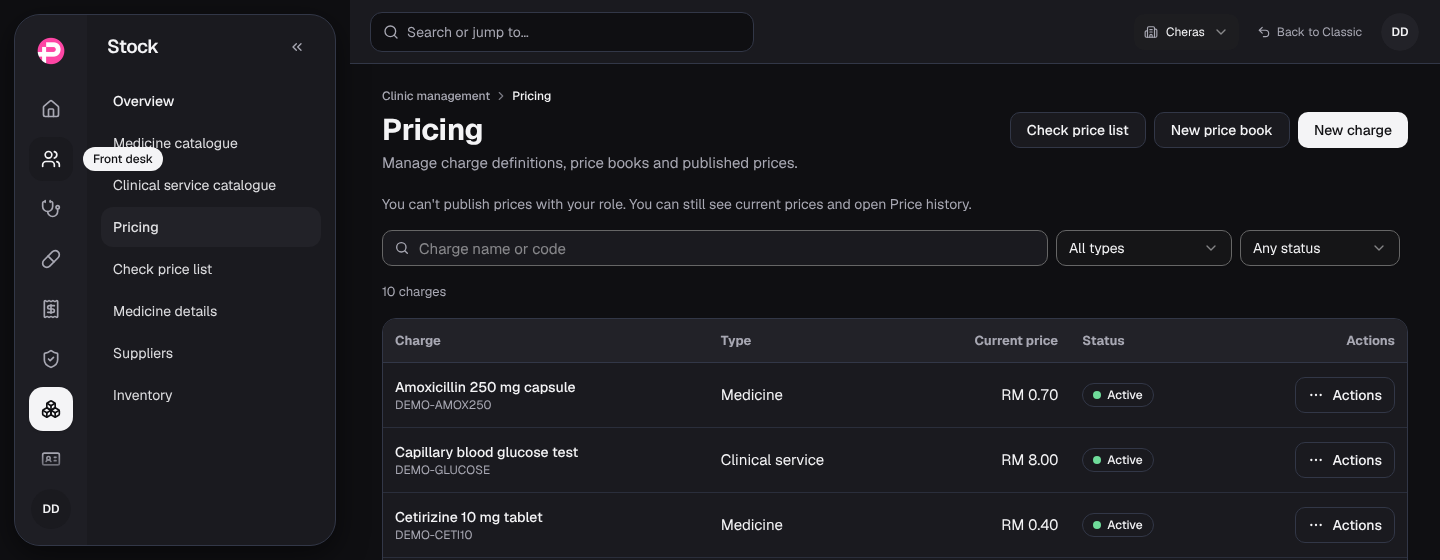 Stock
Overview
Medicine catalogue
Front desk
Clinical service catalogue
Pricing
Check price list
Medicine details
Suppliers
Inventory
DD
Search or jump to...
Cheras
Back to Classic
DD
Clinic management > Pricing
Pricing
Manage charge definitions, price books and published prices.
Check price list
New price book
New charge
You can't publish prices with your role. You can still see current prices and open Price history.
Charge name or code
All types
Any status
10 charges
Charge Type Current price Status Actions
Amoxicillin 250 mg capsule
DEMO-AMOX250
Medicine RM 0.70 Active ··· Actions
Capillary blood glucose test
DEMO-GLUCOSE
Clinical service RM 8.00 Active ··· Actions
Cetirizine 10 mg tablet
DEMO-CETI10
Medicine RM 0.40 Active ··· Actions